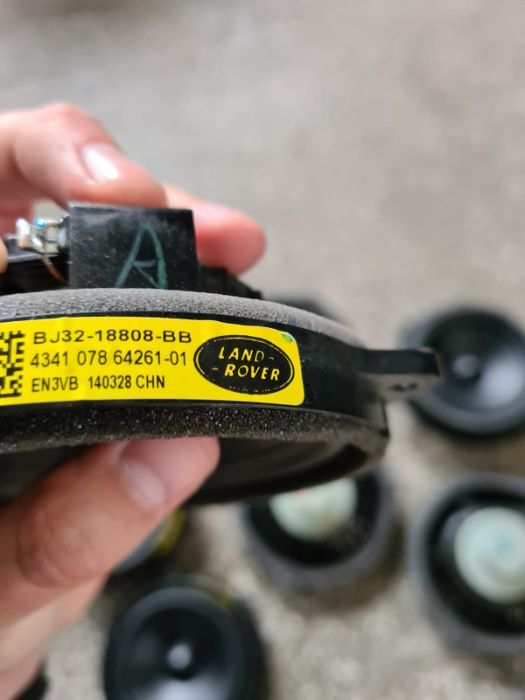 A
BJ32-18808-BB
4341 078 64261-01
EN3VB 140328 CHN
LAND-
-ROVER